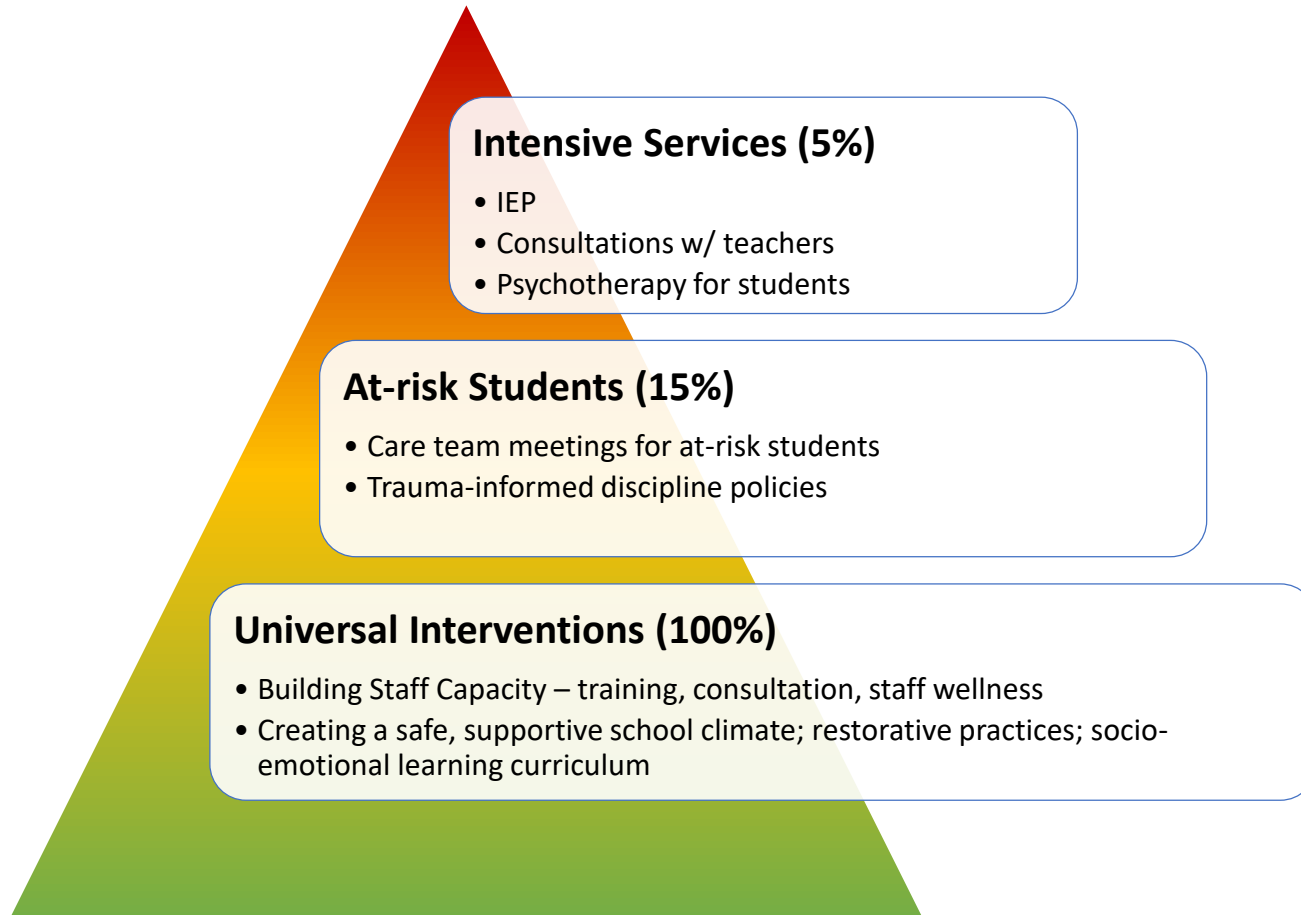 Intensive Services (5%)
• IEP
• Consultations w/ teachers
• Psychotherapy for students
At-risk Students (15%)
• Care team meetings for at-risk students
• Trauma-informed discipline policies
Universal Interventions (100%)
• Building Staff Capacity – training, consultation, staff wellness
• Creating a safe, supportive school climate; restorative practices; socio-
emotional learning curriculum